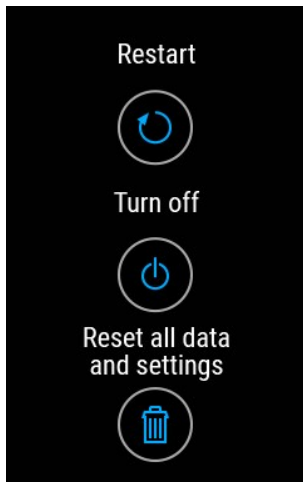 Restart
Turn off
Reset all data
and settings